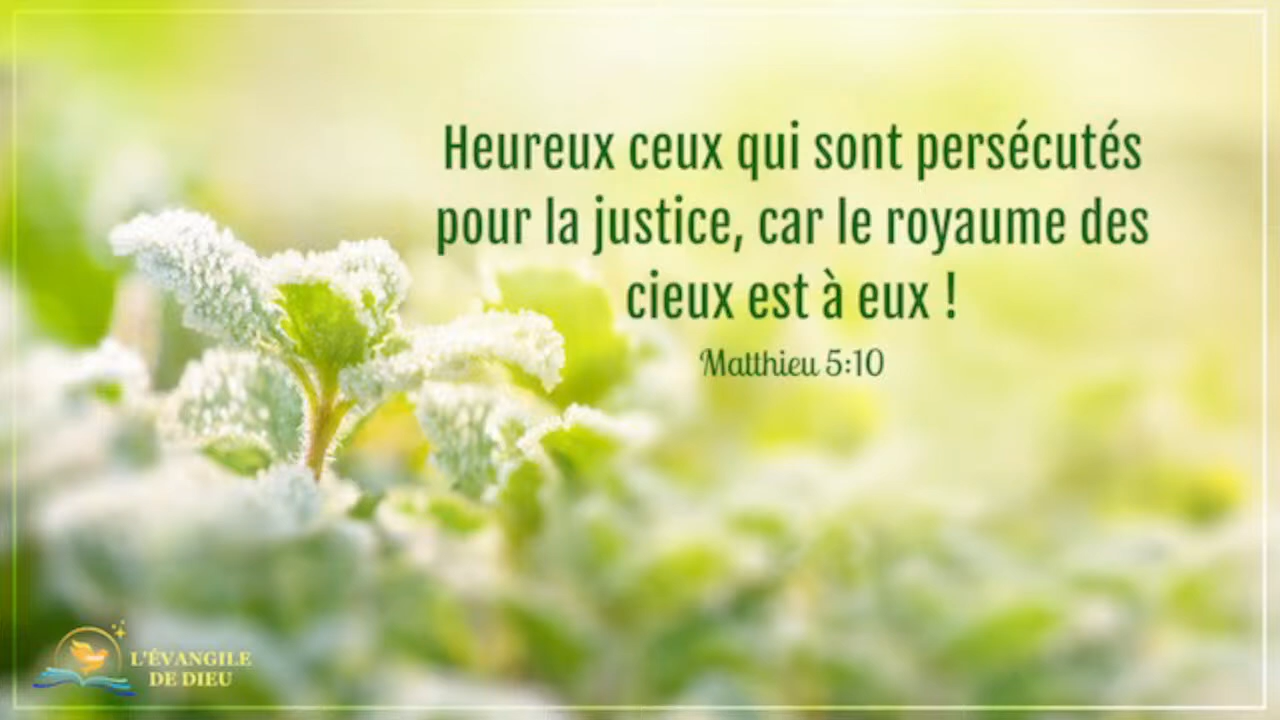 Heureux ceux qui sont persécutés
pour la justice, car le royaume des
cieux est à eux !
Matthieu 5:10
L'ÉVANGILE
DE DIEU